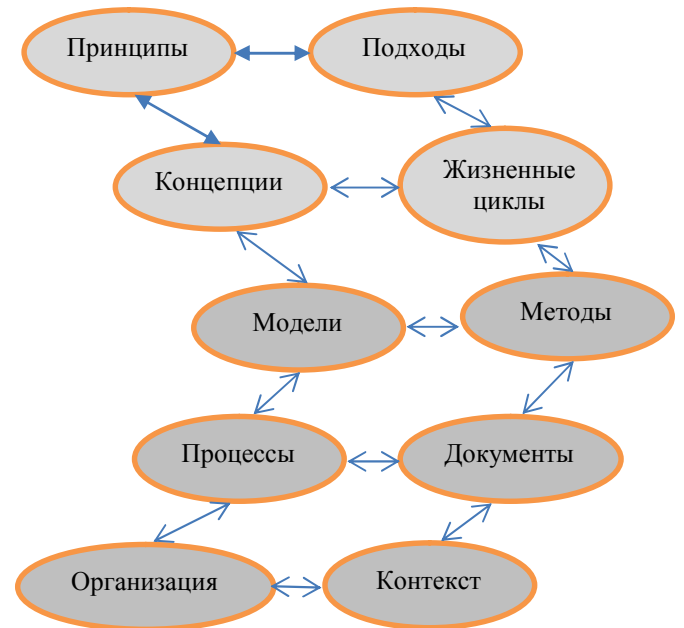 Принципы
Подходы
Концепции
Жизненные
циклы
Модели
Методы
Процессы
Документы
Организация
Контекст